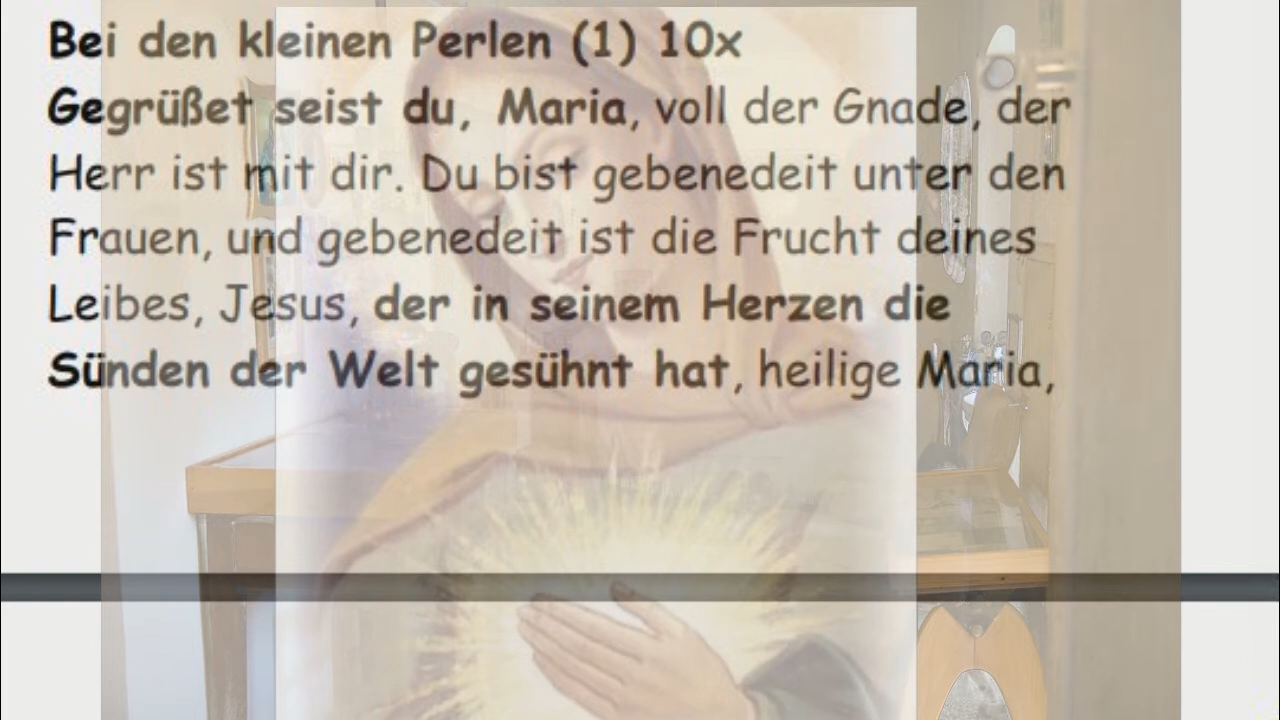 Bei den kleinen Perlen (1) 10x
Gegrüßet seist du, Maria, voll der Gnade, der
Herr ist mit dir. Du bist gebenedeit unter den
Frauen, und gebenedeit ist die Frucht deines
Leibes, Jesus, der in seinem Herzen die
Sünden der Welt gesühnt hat, heilige Maria,